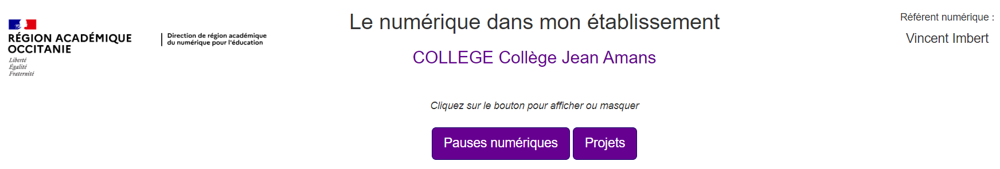 RÉGION ACADÉMIQUE
OCCITANIE
Liberté
Égalité
Fraternité
Direction de région académique
du numérique pour l'éducation
Le numérique dans mon établissement
COLLEGE Collège Jean Amans
Référent numérique :
Vincent Imbert
Cliquez sur le bouton pour afficher ou masquer
Pauses numériques
Projets